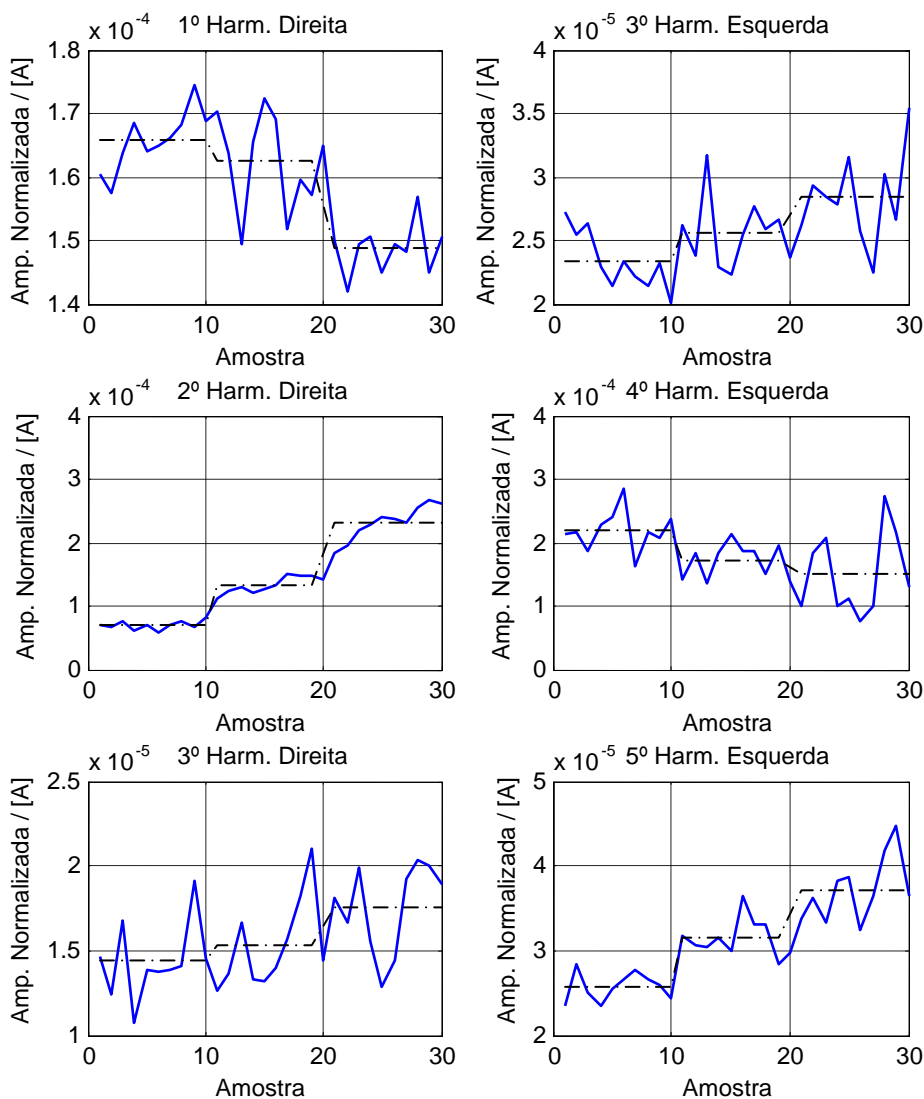 x 10-4 1º Harm. Direita
1.8
1.7
1.6
1.5
1.4
0 10 20 30
Amostra
Amp. Normalizada / [A]
x 10-5 3º Harm. Esquerda
4
3.5
3
2.5
2
0 10 20 30
Amostra
Amp. Normalizada / [A]
x 10-4 2º Harm. Direita
4
3
2
1
0
0 10 20 30
Amostra
Amp. Normalizada / [A]
x 10-4 4º Harm. Esquerda
4
3
2
1
0
0 10 20 30
Amostra
Amp. Normalizada / [A]
x 10-5 3º Harm. Direita
2.5
2
1.5
1
0 10 20 30
Amostra
Amp. Normalizada / [A]
x 10-5 5º Harm. Esquerda
5
4
3
2
0 10 20 30
Amostra
Amp. Normalizada / [A]